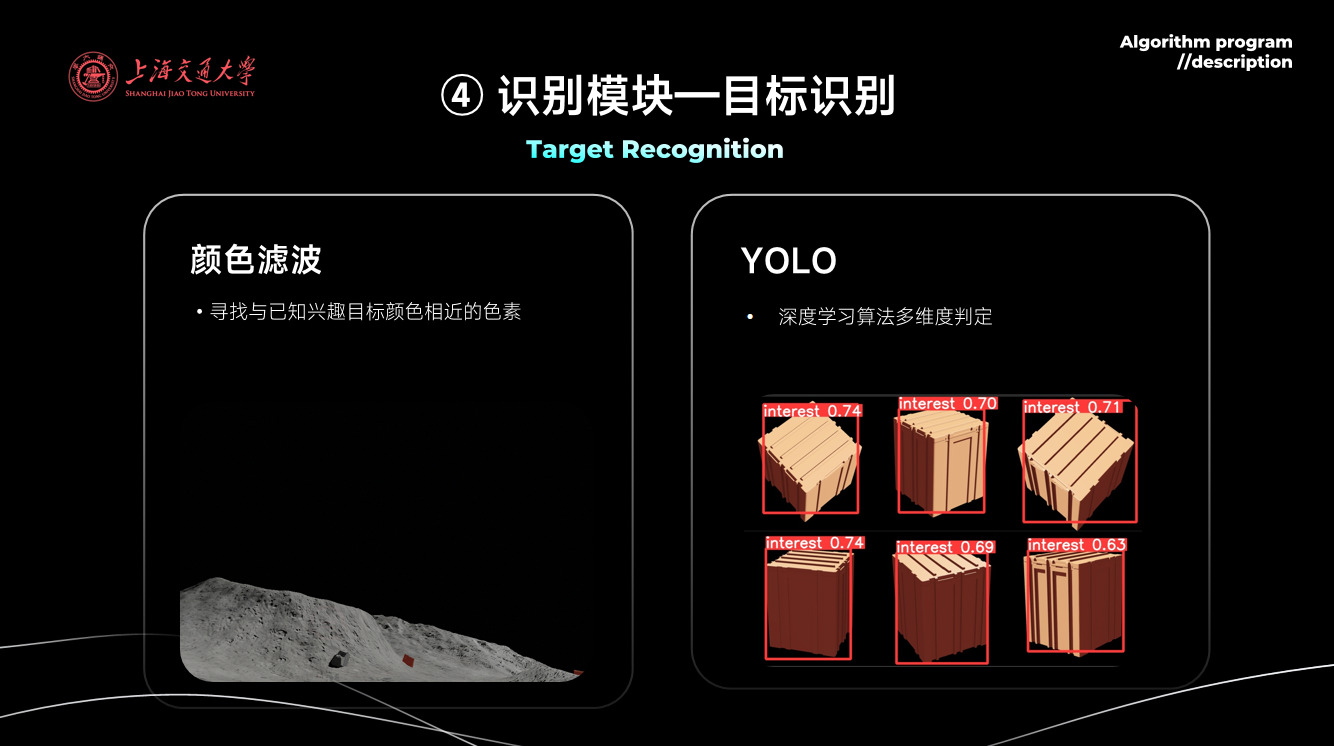 上海交通大学
SHANGHAI JIAO TONG UNIVERSITY
Algorithm program
//description
④ 识别模块—目标识别
Target Recognition
颜色滤波
• 寻找与已知兴趣目标颜色相近的色素
YOLO
• 深度学习算法多维度判定
interest 0.74
interest 0.70
interest 0.71
interest 0.74
interest 0.69
interest 0.63